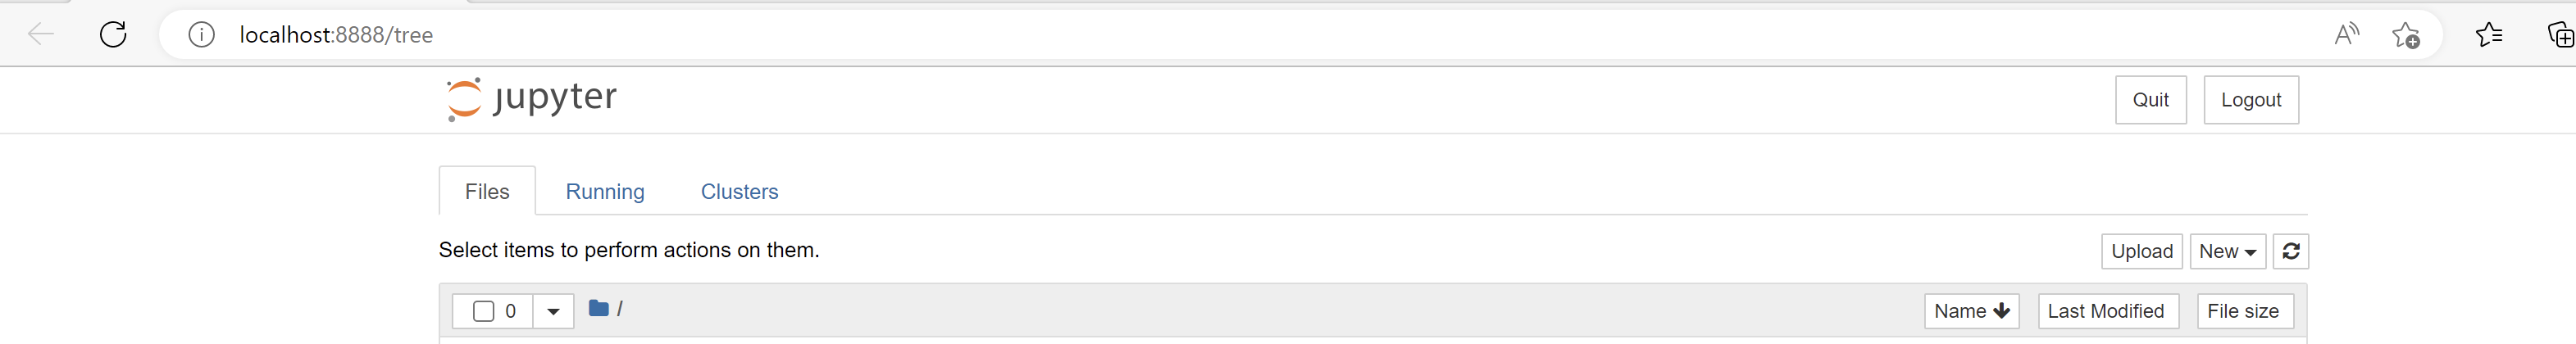 localhost:8888/tree
jupyter
Quit
Logout
Files
Running
Clusters
Select items to perform actions on them.
Upload
New
0
/
Name
Last Modified
File size